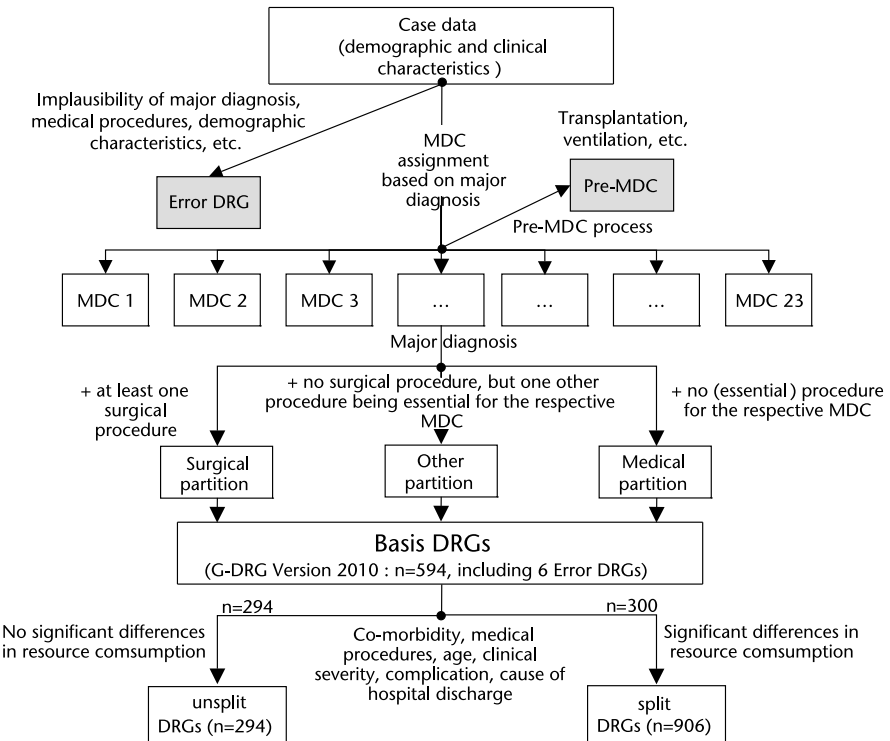 Case data
(demographic and clinical
characteristics )
Implausibility of major diagnosis,
medical procedures, demographic
characteristics, etc.
Transplantation,
ventilation, etc.
MDC
assignment
based on major
diagnosis
Error DRG
Pre-MDC
Pre-MDC process
MDC 1
MDC 2
MDC 3
...
...
...
MDC 23
Major diagnosis
+ at least one
surgical
procedure
+ no surgical procedure, but one other
procedure being essential for the respective
MDC
+ no (essential) procedure
for the respective MDC
Surgical
partition
Other
partition
Medical
partition
Basis DRGs
(G-DRG Version 2010 : n=594, including 6 Error DRGs)
n=294
n=300
No significant differences
in resource comsumption
Co-morbidity, medical
procedures, age, clinical
severity, complication, cause of
hospital discharge
Significant differences in
resource comsumption
unsplit
DRGs (n=294)
split
DRGs (n=906)